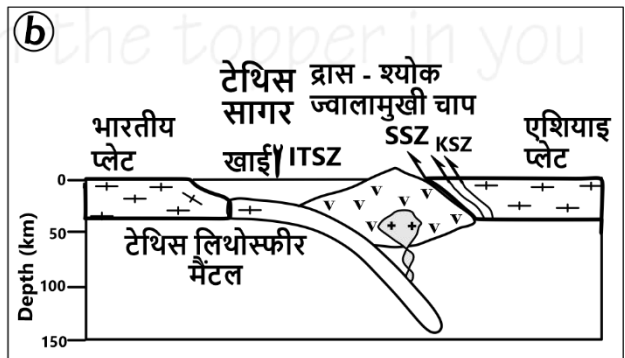 b
n the topper in you
टेथिस
सागर
द्रास - श्योक
ज्वालामुखी चाप
भारतीय
प्लेट
खाई
ITSZ
SSZ
KSZ
एशियाइ
प्लेट
टेथिस लिथोस्फीर
मैंटल
Depth (km)
0
50
100
150